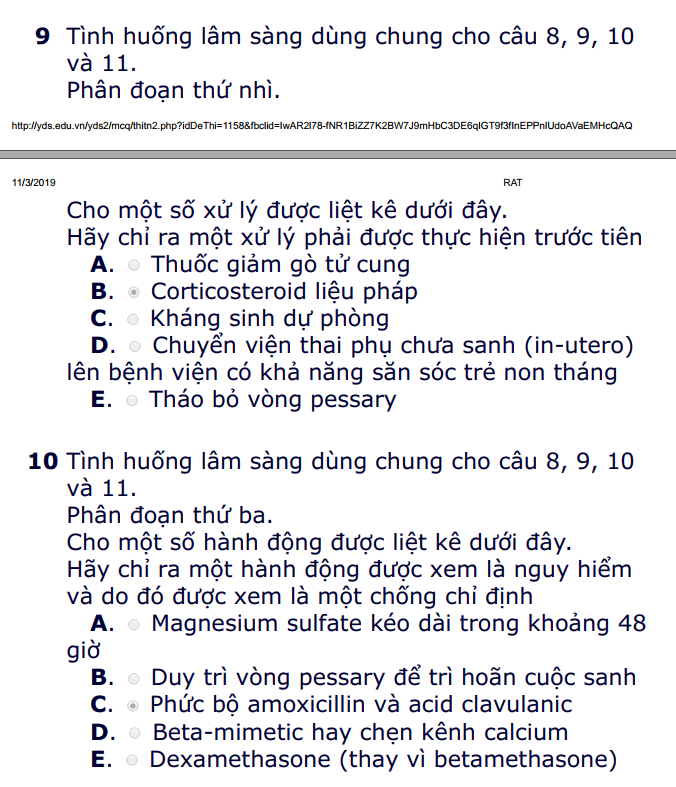 9 Tình huống lâm sàng dùng chung cho câu 8, 9, 10
và 11.
Phân đoạn thứ nhì.
http://yds.edu.vn/yds2/mcq/thitn2.php?idDeThi=1158&fbclid=IwAR2I78-fNR1BiZZ7K2BW7J9mHbC3DE6qIGT9f3fInEPPnIUdoAVaEMHcQAQ
11/3/2019 RAT
Cho một số xử lý được liệt kê dưới đây.
Hãy chỉ ra một xử lý phải được thực hiện trước tiên
A. Thuốc giảm gò tử cung
B. Corticosteroid liệu pháp
C. Kháng sinh dự phòng
D. Chuyển viện thai phụ chưa sanh (in-utero)
lên bệnh viện có khả năng săn sóc trẻ non tháng
E. Tháo bỏ vòng pessary
10 Tình huống lâm sàng dùng chung cho câu 8, 9, 10
và 11.
Phân đoạn thứ ba.
Cho một số hành động được liệt kê dưới đây.
Hãy chỉ ra một hành động được xem là nguy hiểm
và do đó được xem là một chống chỉ định
A. Magnesium sulfate kéo dài trong khoảng 48
giờ
B. Duy trì vòng pessary để trì hoãn cuộc sanh
C. Phức bộ amoxicillin và acid clavulanic
D. Beta-mimetic hay chẹn kênh calcium
E. Dexamethasone (thay vì betamethasone)